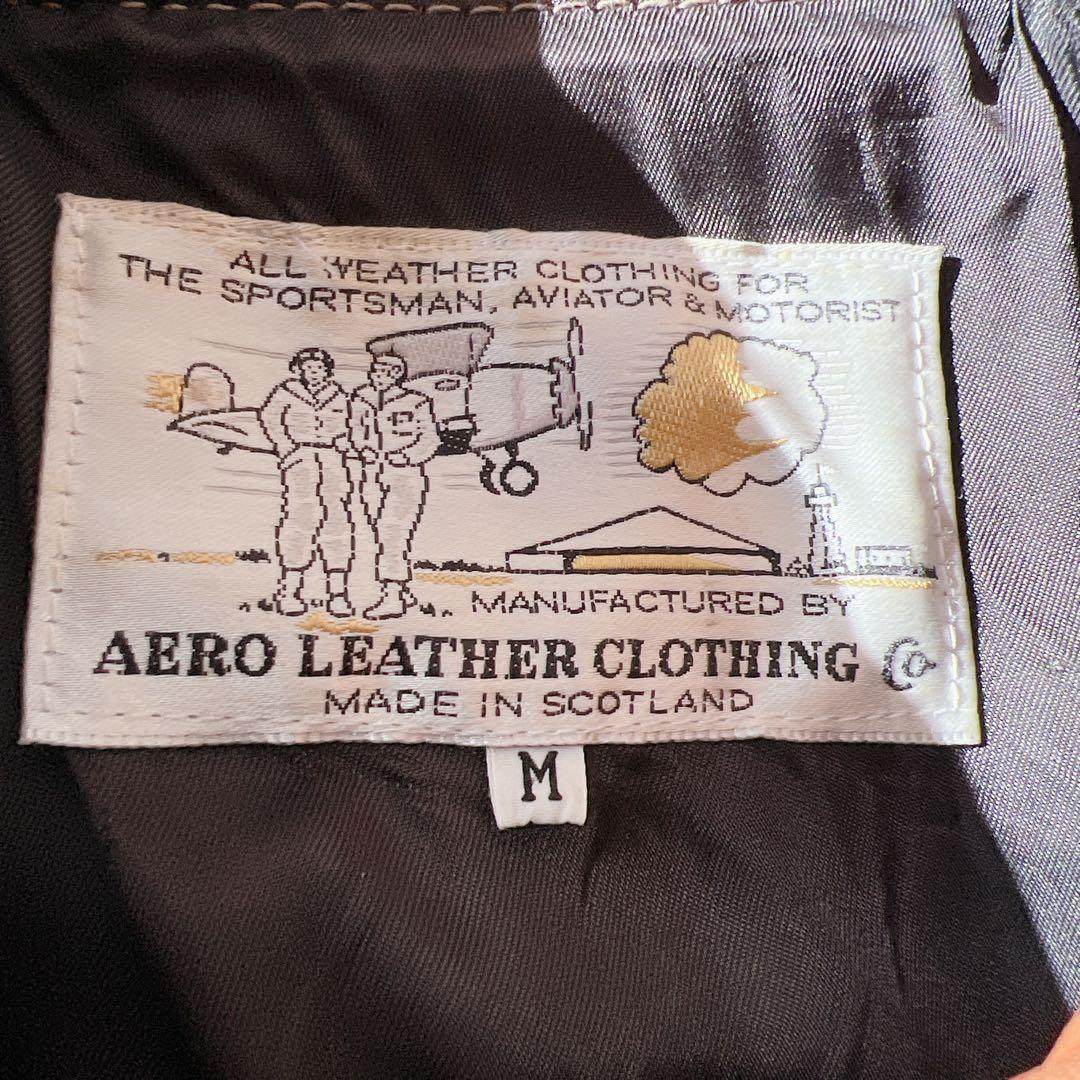 ALL WEATHER CLOTHING FOR
THE SPORTSMAN, AVIATOR & MOTORIST
MANUFACTURED BY
AERO LEATHER CLOTHING Co
MADE IN SCOTLAND
M